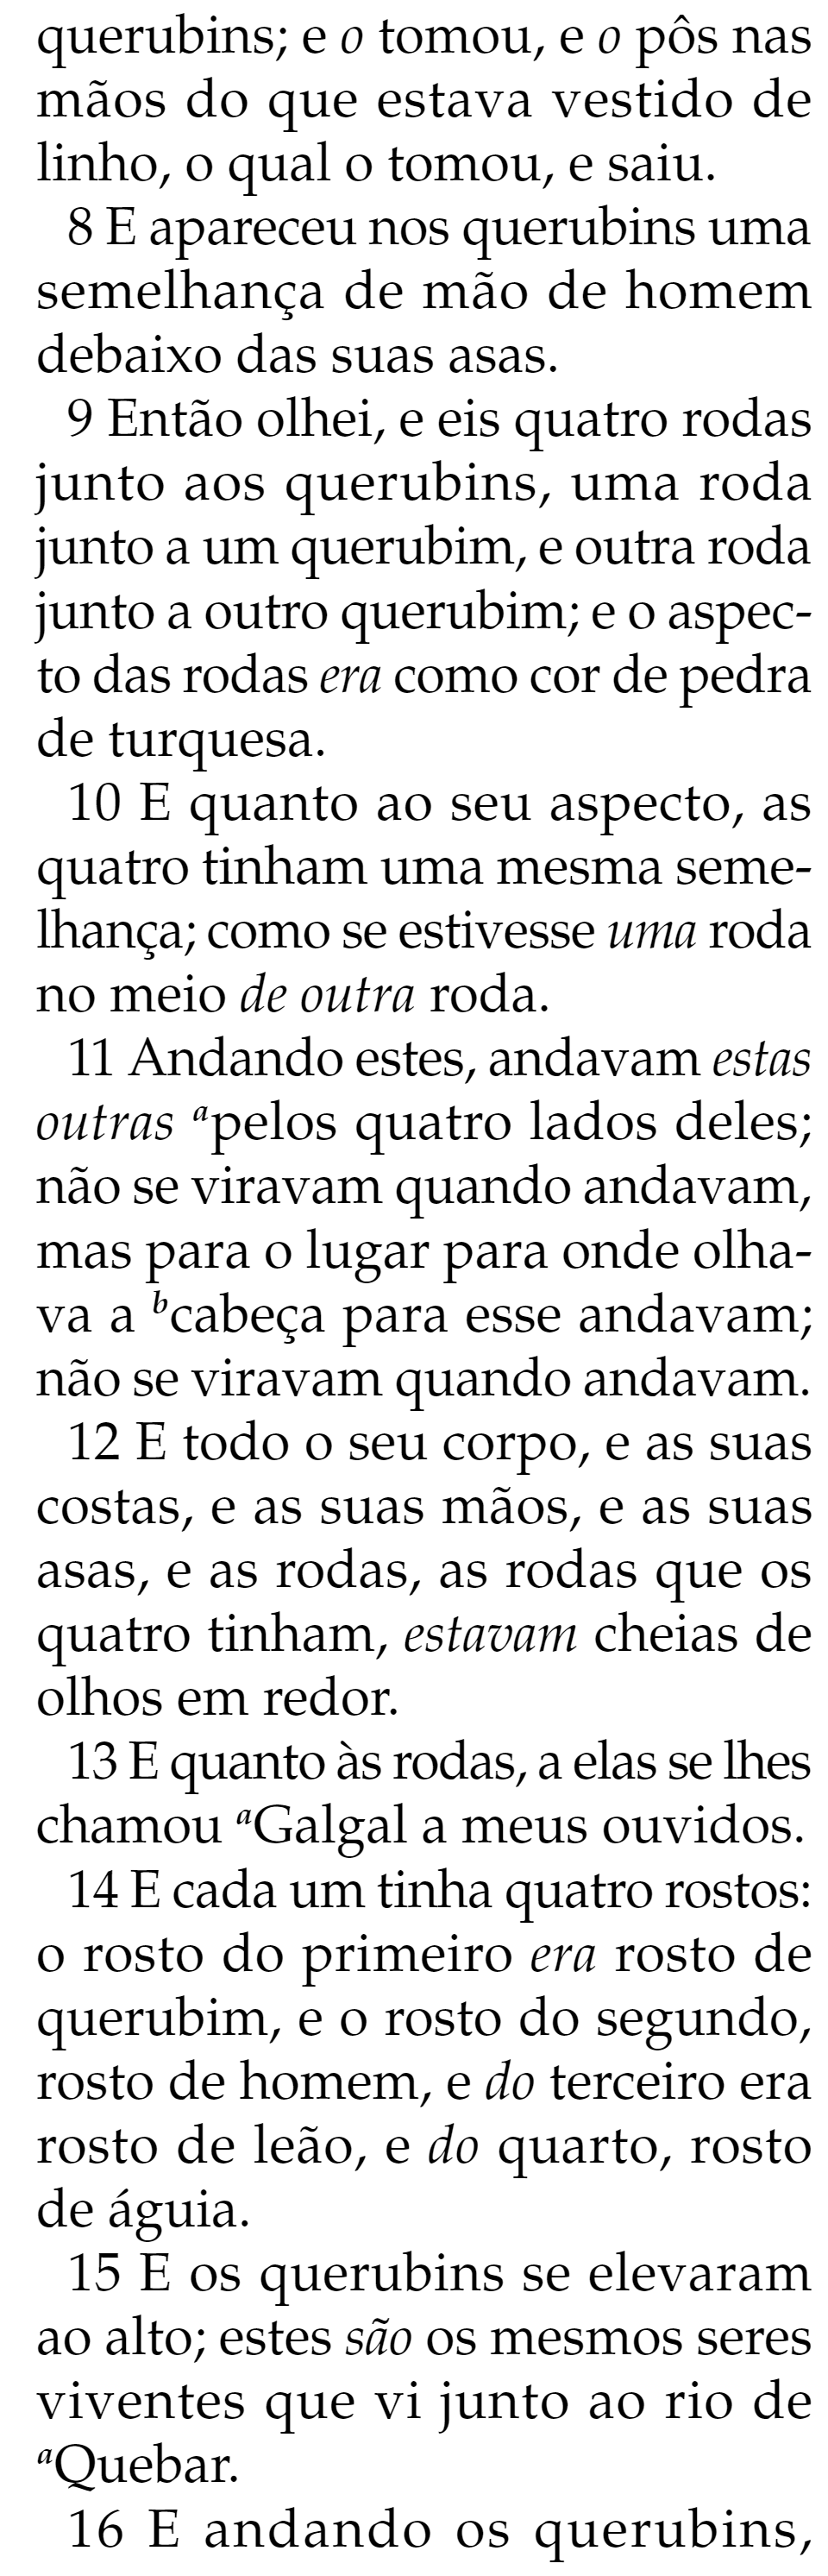 querubins; e o tomou, e o pôs nas
mãos do que estava vestido de
linho, o qual o tomou, e saiu.
8 E apareceu nos querubins uma
semelhança de mão de homem
debaixo das suas asas.
9 Então olhei, e eis quatro rodas
junto aos querubins, uma roda
junto a um querubim, e outra roda
junto a outro querubim; e o aspec-
to das rodas era como cor de pedra
de turquesa.
10 E quanto ao seu aspecto, as
quatro tinham uma mesma seme-
lhança; como se estivesse uma roda
no meio de outra roda.
11 Andando estes, andavam estas
outras ᵃpelos quatro lados deles;
não se viravam quando andavam,
mas para o lugar para onde olha-
va a ᵇcabeça para esse andavam;
não se viravam quando andavam.
12 E todo o seu corpo, e as suas
costas, e as suas mãos, e as suas
asas, e as rodas, as rodas que os
quatro tinham, estavam cheias de
olhos em redor.
13 E quanto às rodas, a elas se lhes
chamou ᵃGalgal a meus ouvidos.
14 E cada um tinha quatro rostos:
o rosto do primeiro era rosto de
querubim, e o rosto do segundo,
rosto de homem, e do terceiro era
rosto de leão, e do quarto, rosto
de águia.
15 E os querubins se elevaram
ao alto; estes são os mesmos seres
viventes que vi junto ao rio de
ᵃQuebar.
16 E andando os querubins,